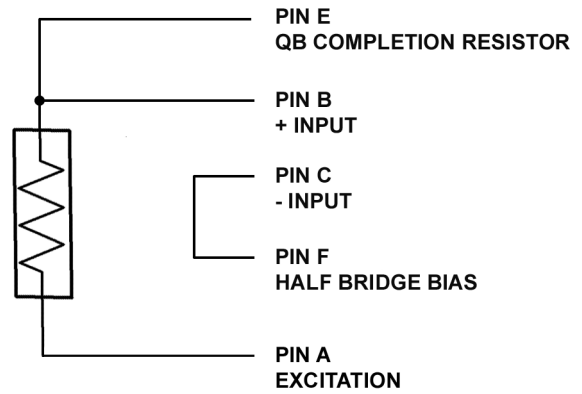 PIN E
QB COMPLETION RESISTOR
PIN B
+ INPUT
PIN C
- INPUT
PIN F
HALF BRIDGE BIAS
PIN A
EXCITATION